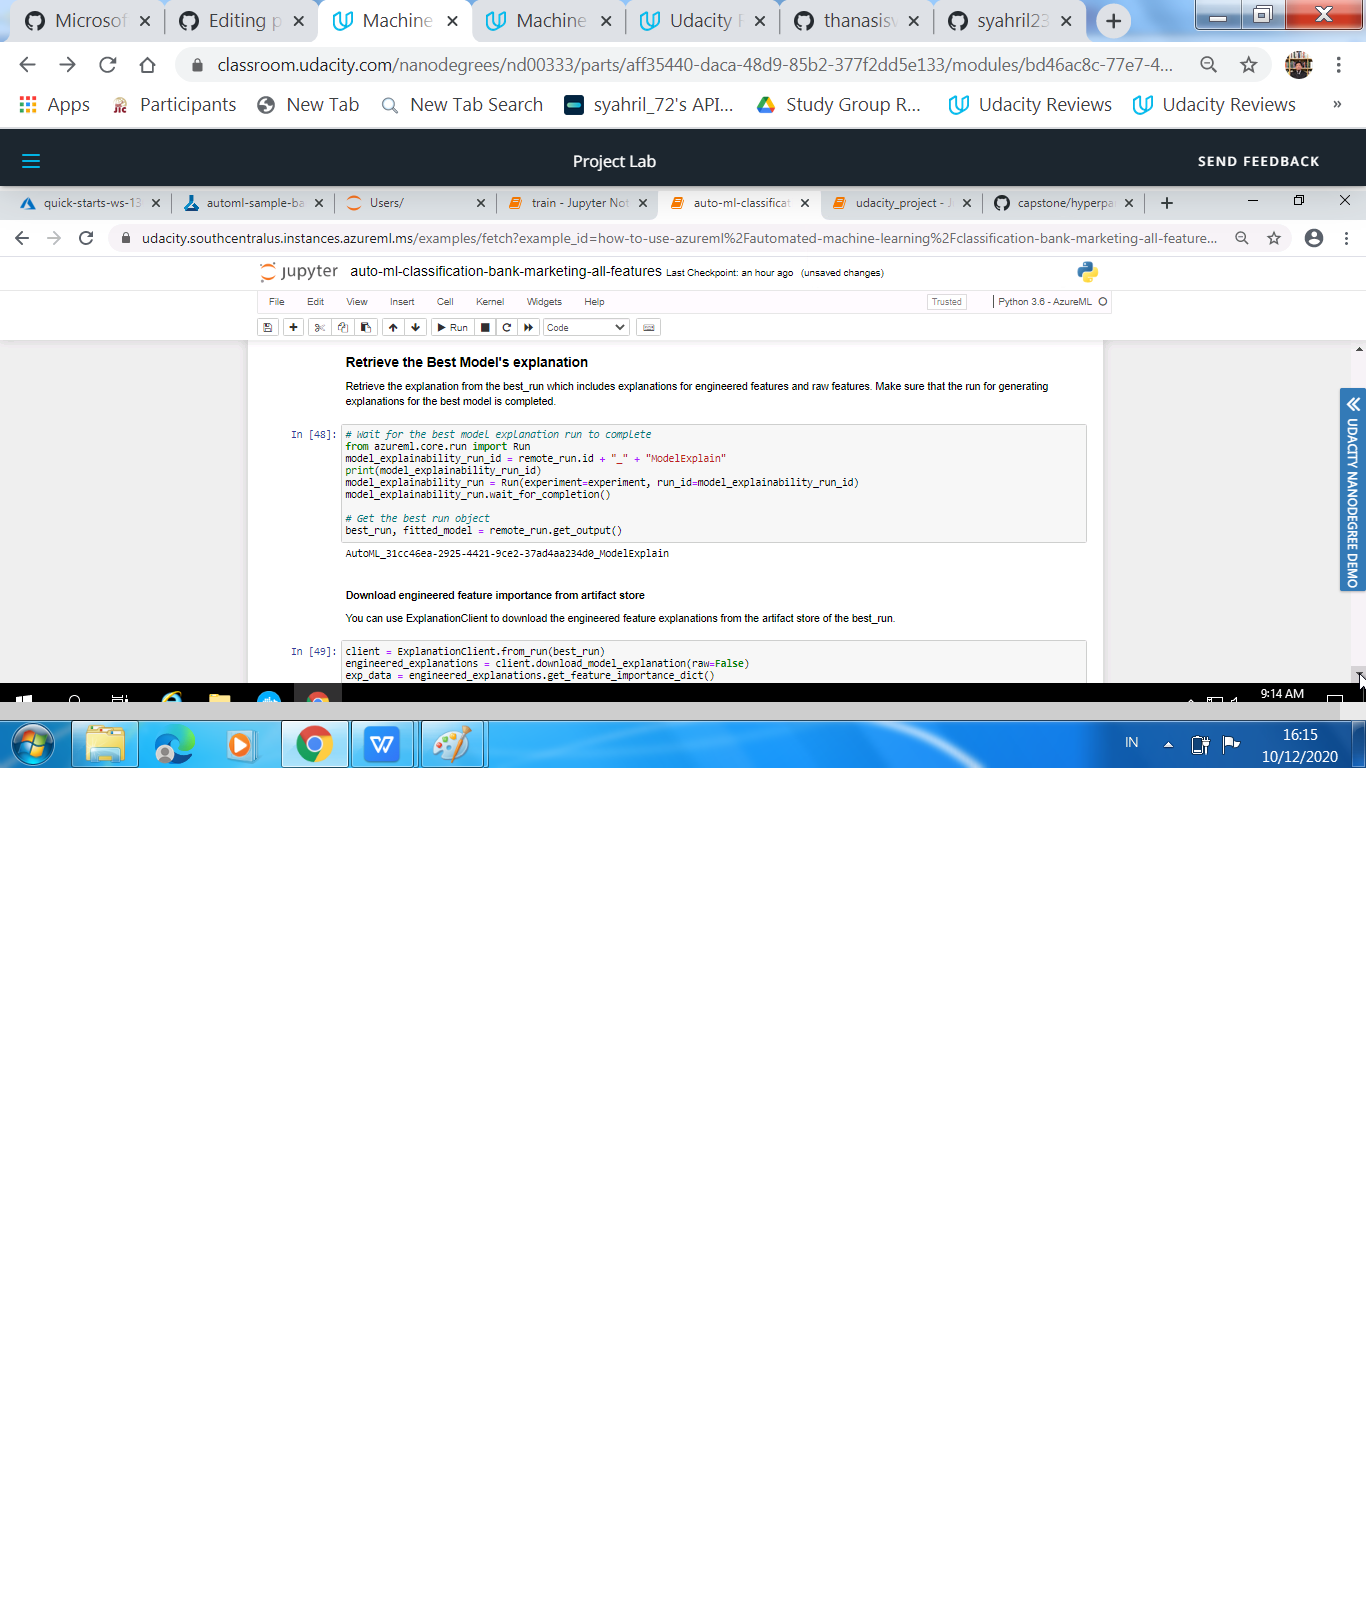 Microsof
Editing p
Machine
Machine
Udacity
thanasisv
syahril23
classroom.udacity.com/nanodegrees/nd00333/parts/aff35440-daca-48d9-85b2-377f2dd5e133/modules/bd46ac8c-77e7-4...
Apps
Participants
New Tab
New Tab Search
syahril_72's API...
Study Group R...
Udacity Reviews
Udacity Reviews
»
Project Lab
SEND FEEDBACK
quick-starts-ws-13
automl-sample-ba
Users/
train - Jupyter Not
auto-ml-classificat
udacity_project - J
capstone/hyperpa
udacity.southcentralus.instances.azureml.ms/examples/fetch?example_id=how-to-use-azureml%2Fautomated-machine-learning%2Fclassification-bank-marketing-all-feature...
jupyter auto-ml-classification-bank-marketing-all-features Last Checkpoint: an hour ago (unsaved changes)
File Edit View Insert Cell Kernel Widgets Help
Trusted
Python 3.6 - AzureML
Run
Code
Retrieve the Best Model's explanation
Retrieve the explanation from the best_run which includes explanations for engineered features and raw features. Make sure that the run for generating
explanations for the best model is completed.
In [48]:
# Wait for the best model explanation run to complete
from azureml.core.run import Run
model_explainability_run_id = remote_run.id + "_" + "ModelExplain"
print(model_explainability_run_id)
model_explainability_run = Run(experiment=experiment, run_id=model_explainability_run_id)
model_explainability_run.wait_for_completion()
# Get the best run object
best_run, fitted_model = remote_run.get_output()
AutoML_31cc46ea-2925-4421-9ce2-37ad4aa234d0_ModelExplain
Download engineered feature importance from artifact store
You can use ExplanationClient to download the engineered feature explanations from the artifact store of the best_run.
In [49]:
client = ExplanationClient.from_run(best_run)
engineered_explanations = client.download_model_explanation(raw=False)
exp_data = engineered_explanations.get_feature_importance_dict()
UDACITY NANODEGREE DEMO
9:14 AM
IN
16:15
10/12/2020